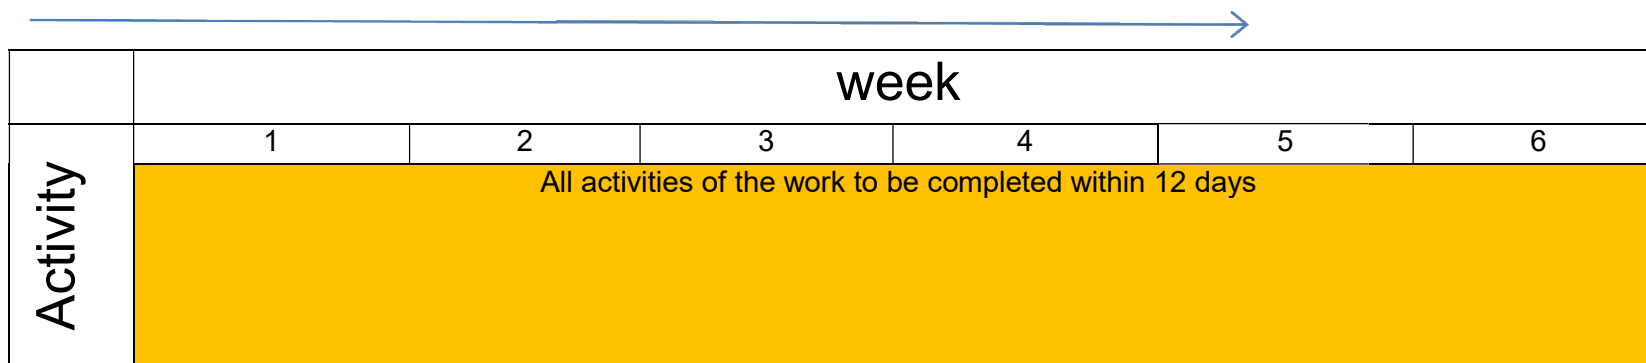 week
1 2 3 4 5 6
Activity
All activities of the work to be completed within 12 days